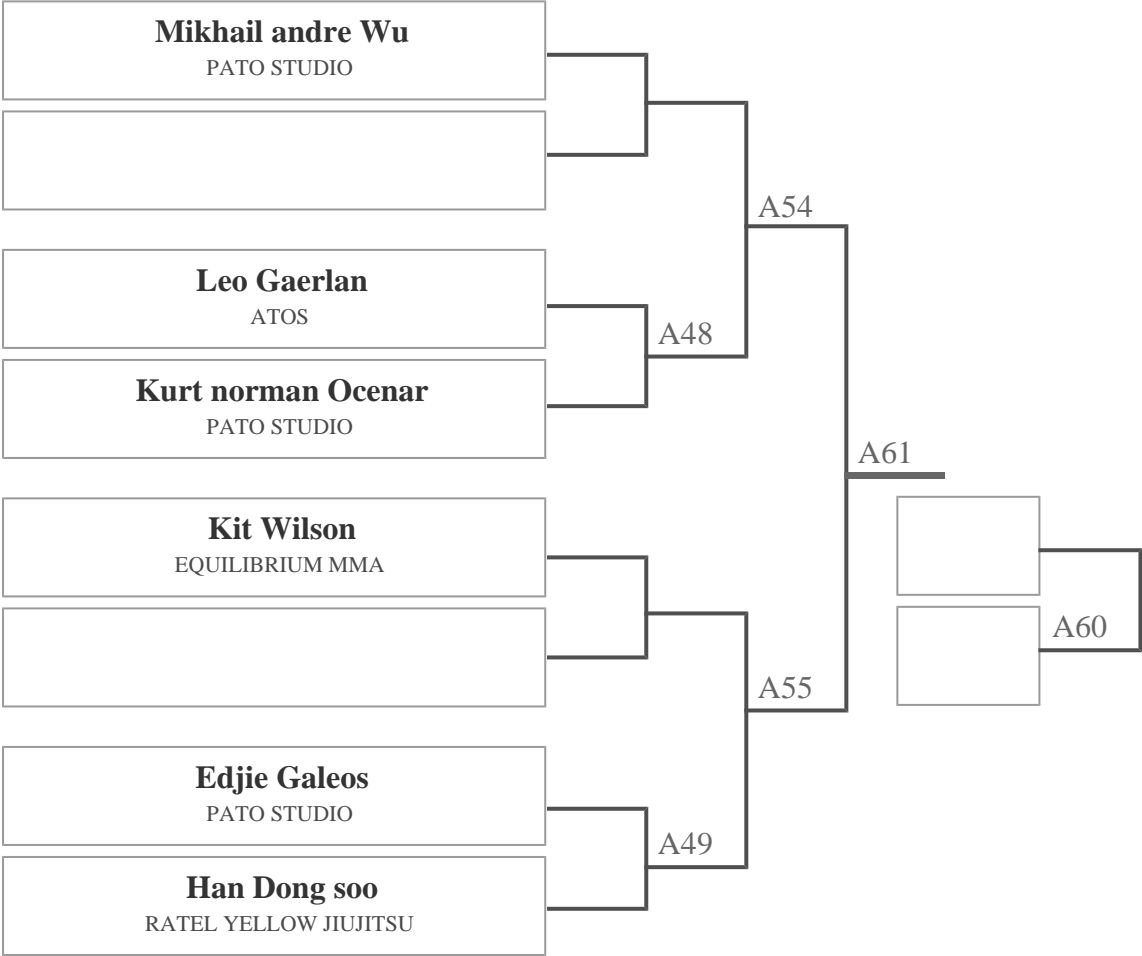 Mikhail andre Wu
PATO STUDIO
A54
Leo Gaerlan
ATOS
A48
Kurt norman Ocenar
PATO STUDIO
A61
Kit Wilson
EQUILIBRIUM MMA
A60
A55
Edjie Galeos
PATO STUDIO
A49
Han Dong soo
RATEL YELLOW JIUJITSU